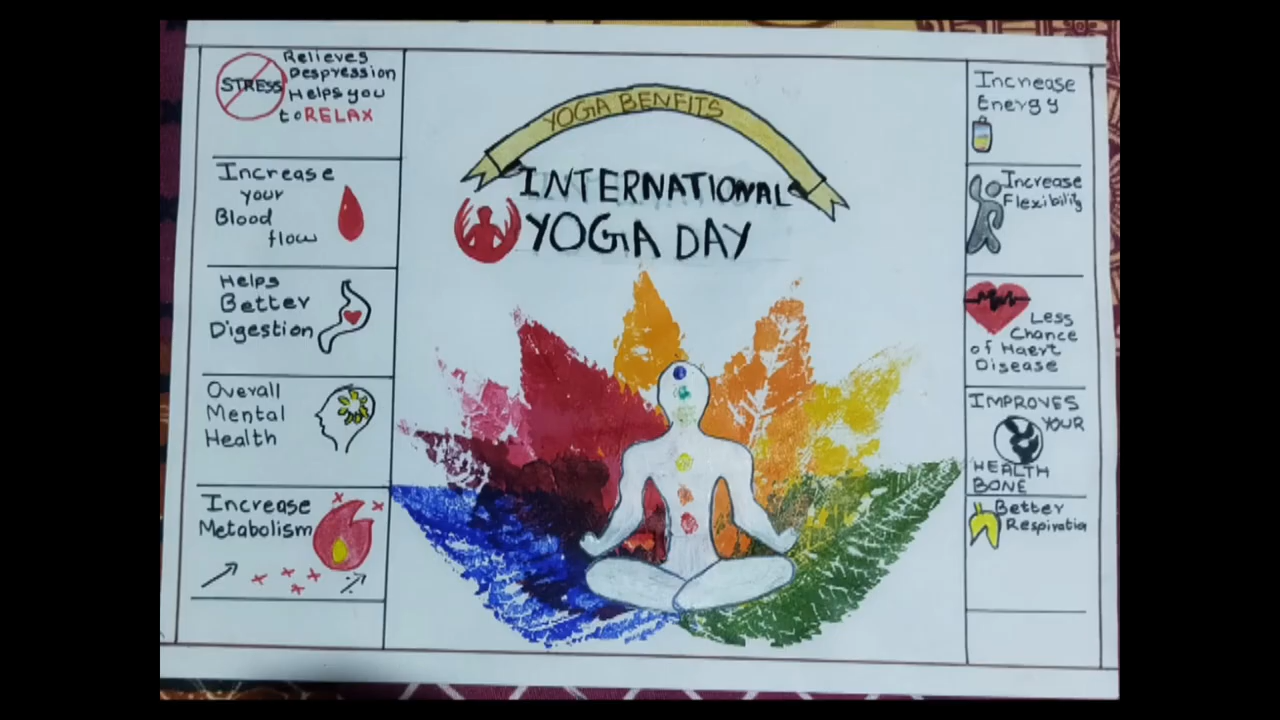 STRESS
Relieves
Despression
Helps you
to RELAX
Increase
your
Blood
flow
Helps
Better
Digestion
Overall
Mental
Health
Increase
Metabolism
YOGA BENEFITS
INTERNATIONAL
YOGA DAY
Increase
Energy
Increase
Flexibility
Less
Chance
of Haert
Disease
IMPROVES
YOUR
HEALTH
BONE
Better
Respiration